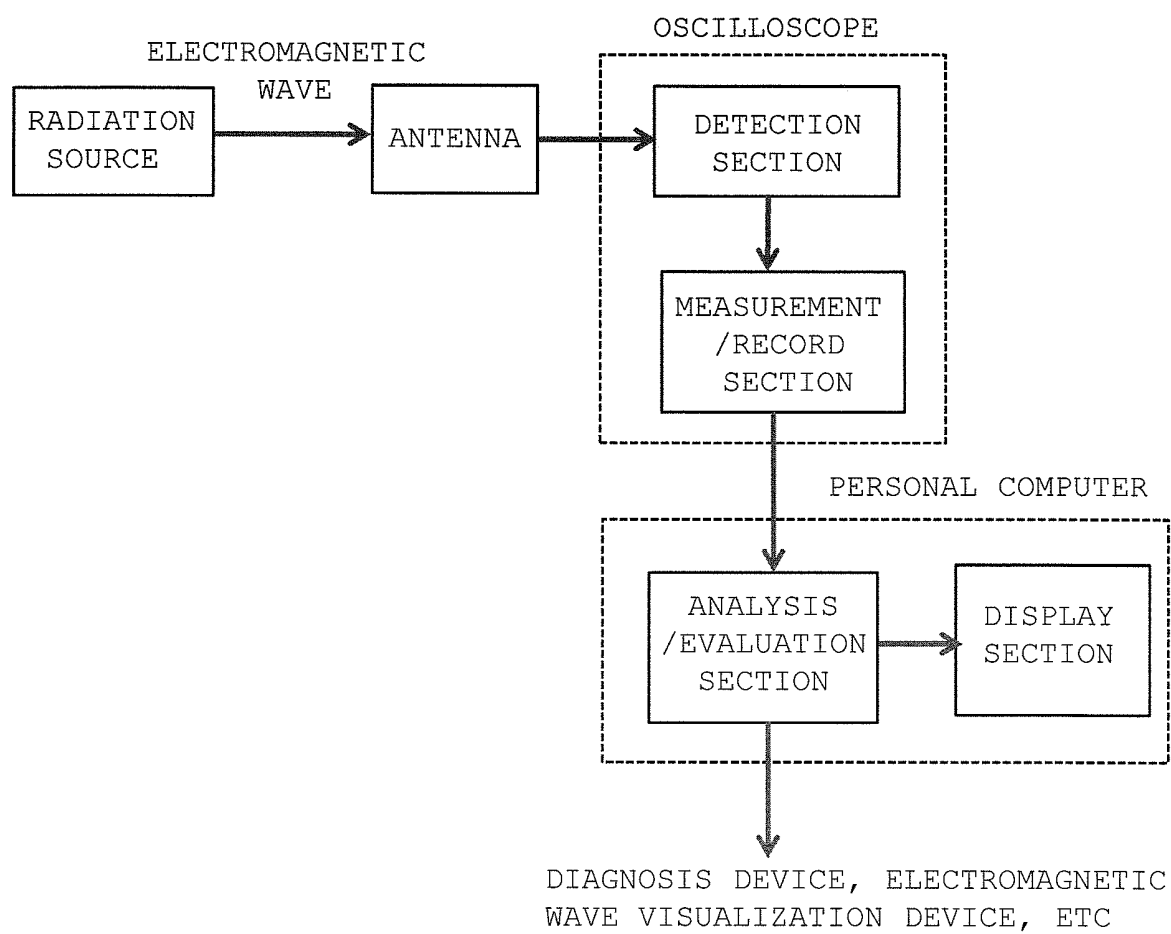 OSCILLOSCOPE
ELECTROMAGNETIC
WAVE
RADIATION
SOURCE
ANTENNA
DETECTION
SECTION
MEASUREMENT
/RECORD
SECTION
PERSONAL COMPUTER
ANALYSIS
/EVALUATION
SECTION
DISPLAY
SECTION
DIAGNOSIS DEVICE, ELECTROMAGNETIC
WAVE VISUALIZATION DEVICE, ETC